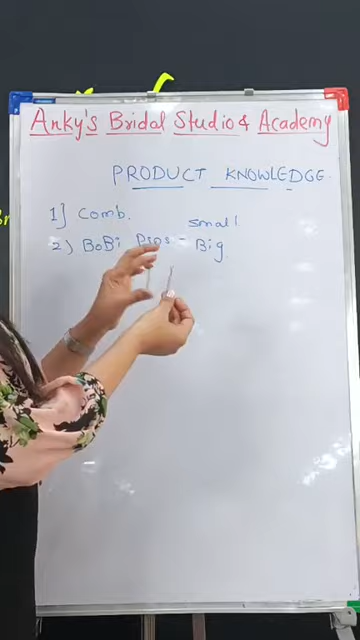 Anky's Bridal Studio & Academy
PRODUCT KNOWLEDGE.
1] Comb.
small
2) BoBi Pins - Big